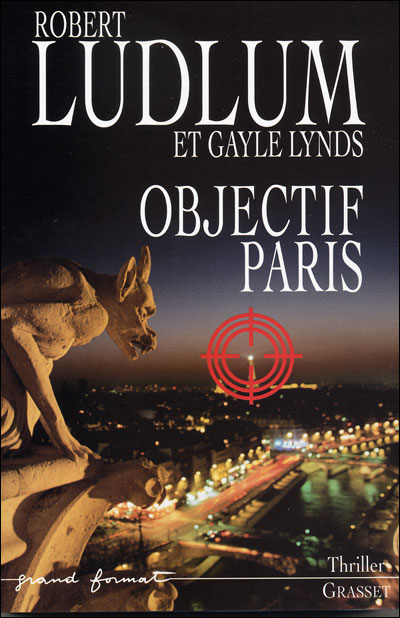 ROBERT
LUDLUM
ET GAYLE LYNDS
OBJECTIF
PARIS
Thriller
grand format
GRASSET